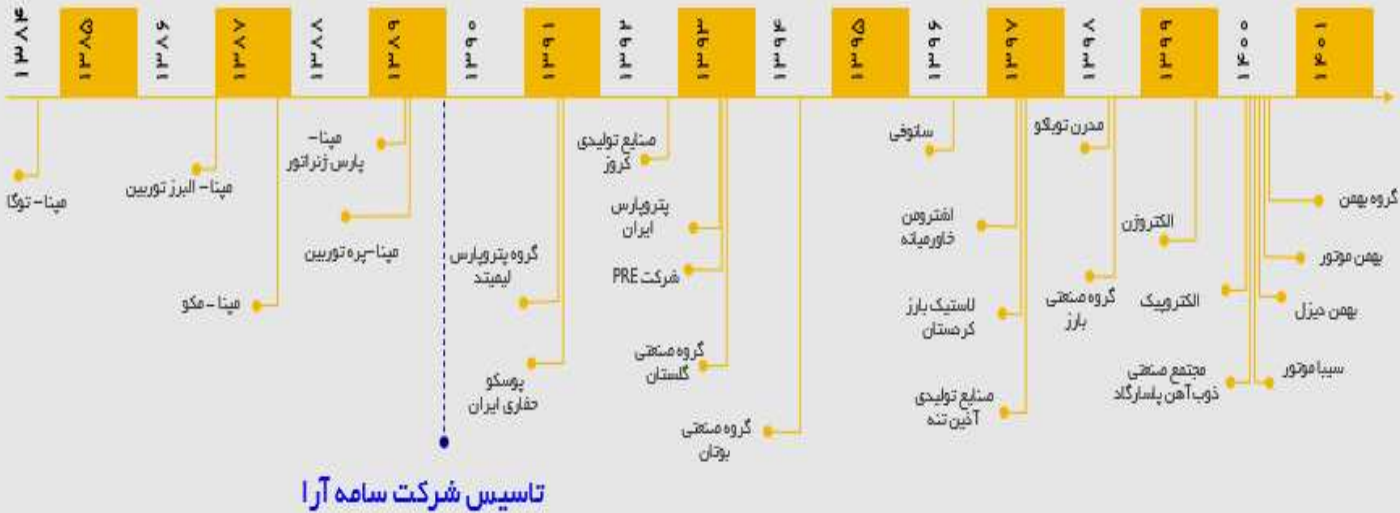 ۱۳۸۴
۱۳۸۵
۱۳۸۶
۱۳۸۷
۱۳۸۸
۱۳۸۹
۱۳۹۰
۱۳۹۱
۱۳۹۲
۱۳۹۳
۱۳۹۴
۱۳۹۵
۱۳۹۶
۱۳۹۷
۱۳۹۸
۱۳۹۹
۱۴۰۰
۱۴۰۱
مپنا – توگا
مپنا – البرز توربین
مپنا – مکو
مپنا –
پارس ژنراتور
مپنا –پره توربین
گروه پتروپارس
لیمیتد
پوسکو
حفاری ایران
صنایع تولیدی
کروز
پتروپارس
ایران
شرکت PRE
گروه صنعتی
گلستان
گروه صنعتی
بوتان
سانوفی
اشترومن
خاورمیانه
لاستیک بارز
کردستان
صنایع تولیدی
آذین تنه
مدرن توباکو
گروه صنعتی
بارز
الکتروژن
الکتروپیک
مجتمع صنعتی
ذوب آهن پاسارگاد
گروه بهمن
بهمن موتور
بهمن دیزل
سیبا موتور
تاسیس شرکت سامه آرا